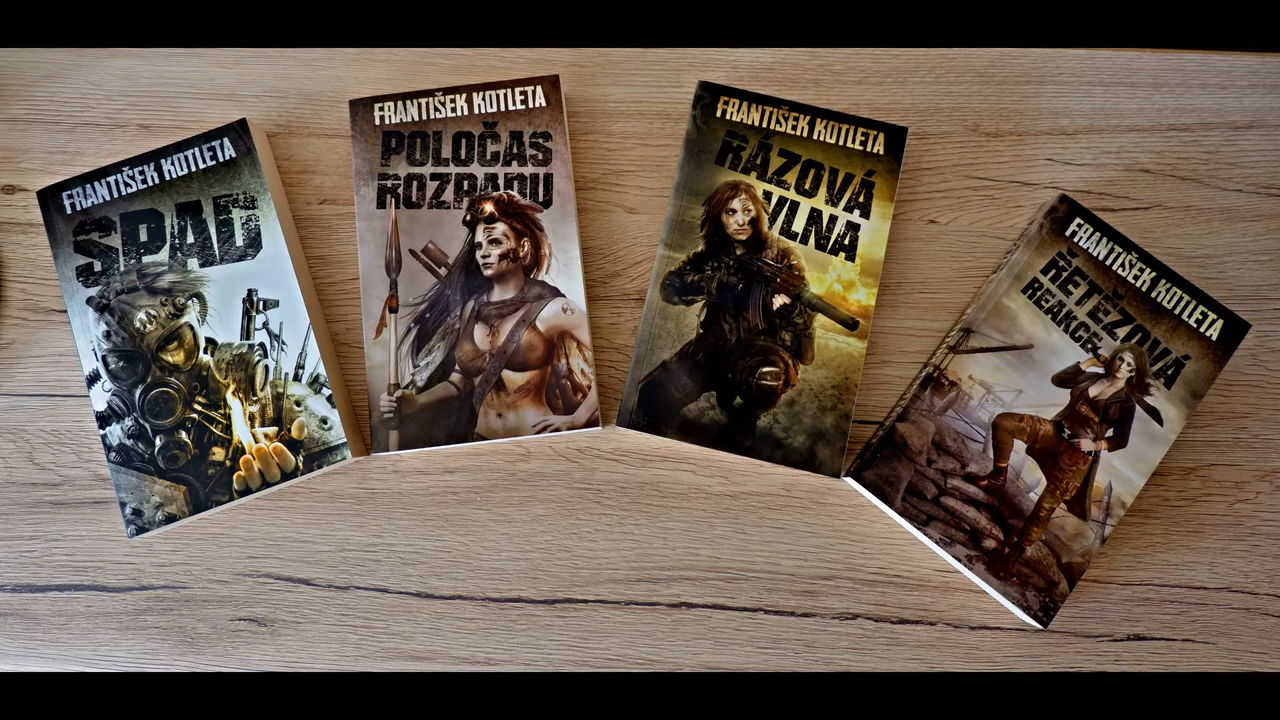 FRANTIŠEK KOTLETA
SPAD
FRANTIŠEK KOTLETA
POLOČAS
ROZPADU
FRANTIŠEK KOTLETA
RÁZOVÁ
VLNA
FRANTIŠEK KOTLETA
ŘETĚZOVÁ
REAKCE